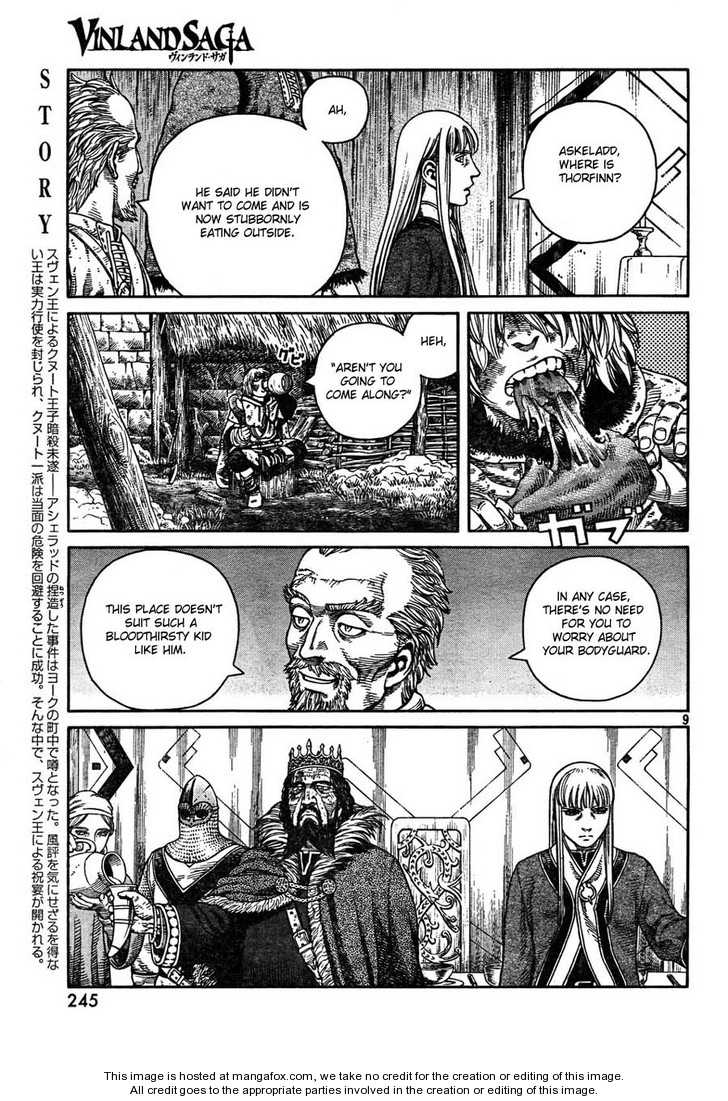 VINLAND SAGA
ヴィンランド・サガ
STORY
スヴェン王によるクヌート王子暗殺未遂──アシェラッドの捏造した事件はヨークの町中で噂となった。風評を気にせざるを得な
い王は実力行使を封じられ、クヌート一派は当面の危険を回避することに成功。そんな中で、スヴェン王による祝宴が開かれる。
ASKELADD,
WHERE IS
THORFINN?
AH,
HE SAID HE DIDN'T
WANT TO COME AND IS
NOW STUBBORNLY
EATING OUTSIDE.
ガブ
HEH,
"AREN'T YOU
GOING TO
COME ALONG?"
グビ
IN ANY CASE,
THERE'S NO NEED
FOR YOU TO
WORRY ABOUT
YOUR BODYGUARD.
THIS PLACE DOESN'T
SUIT SUCH A
BLOODTHIRSTY KID
LIKE HIM.
9
245
This image is hosted at mangafox.com, we take no credit for the creation or editing of this image.
All credit goes to the appropriate parties involved in the creation or editing of this image.